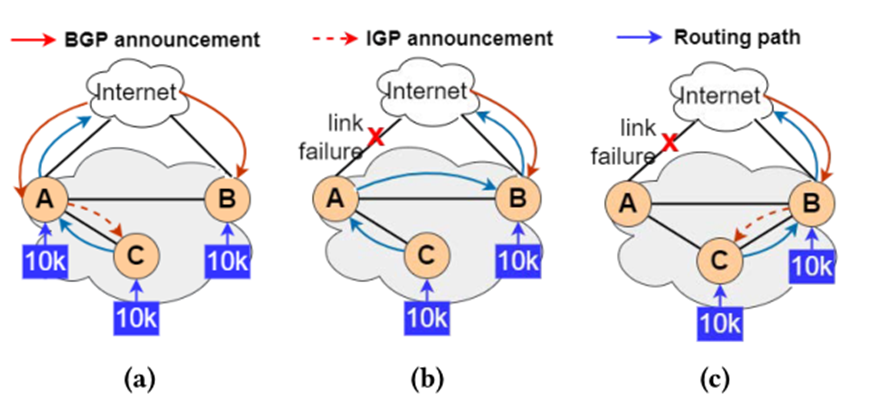 BGP announcement
IGP announcement
Routing path
Internet
A
B
C
10k
10k
10k
(a)
Internet
link
failure
A
B
C
10k
10k
(b)
Internet
link
failure
A
B
C
10k
10k
(c)